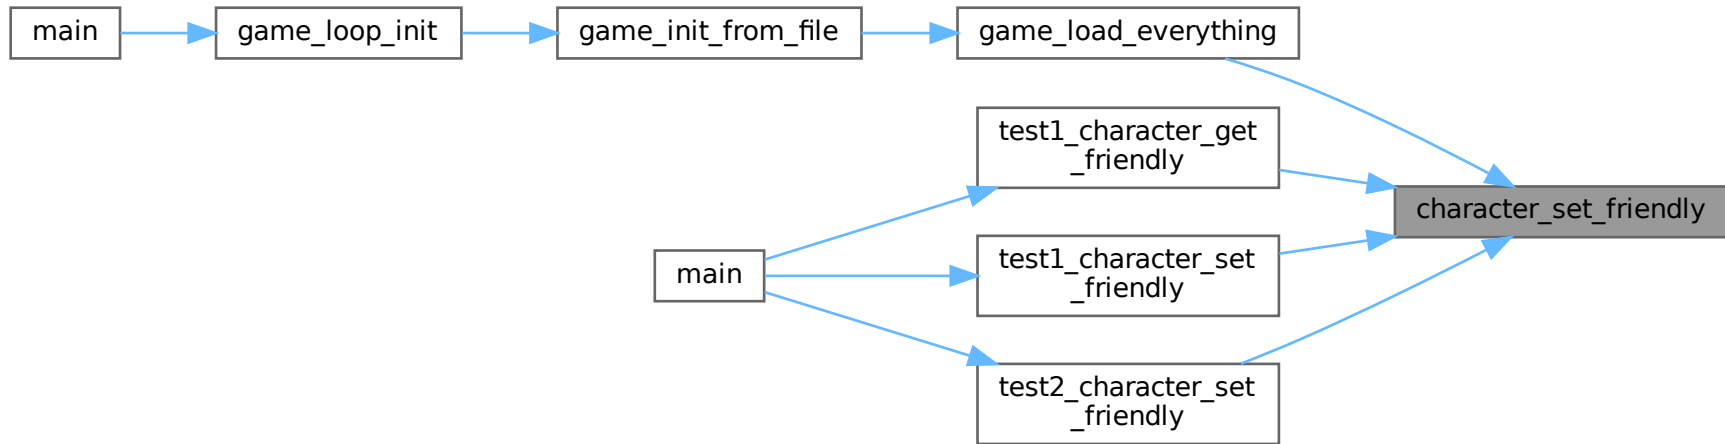 main
game_loop_init
game_init_from_file
game_load_everything
test1_character_get
_friendly
character_set_friendly
test1_character_set
_friendly
main
test2_character_set
_friendly